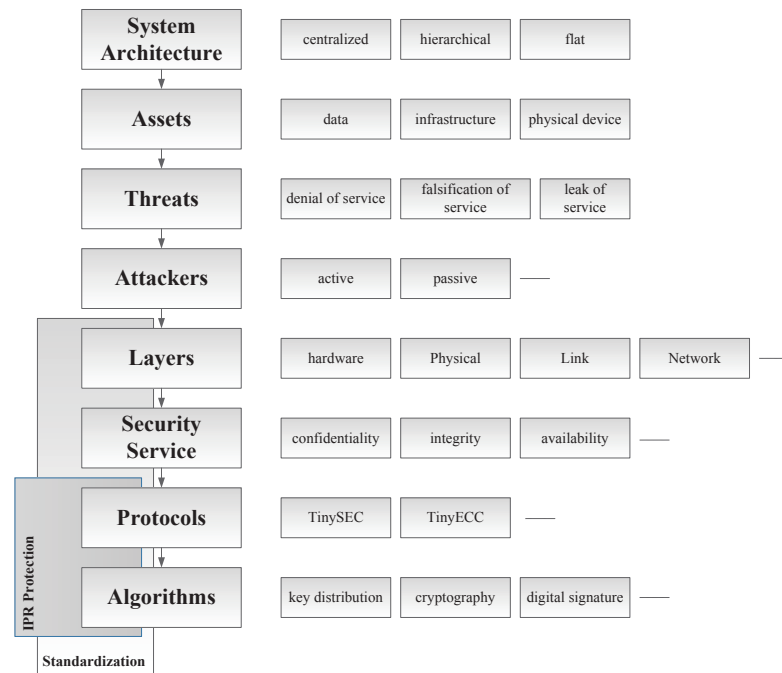 System
Architecture
centralized
hierarchical
flat
Assets
data
infrastructure
physical device
Threats
denial of service
falsification of
service
leak of
service
Attackers
active
passive
Layers
hardware
Physical
Link
Network
Security
Service
confidentiality
integrity
availability
Protocols
TinySEC
TinyECC
Algorithms
key distribution
cryptography
digital signature
IPR Protection
Standardization